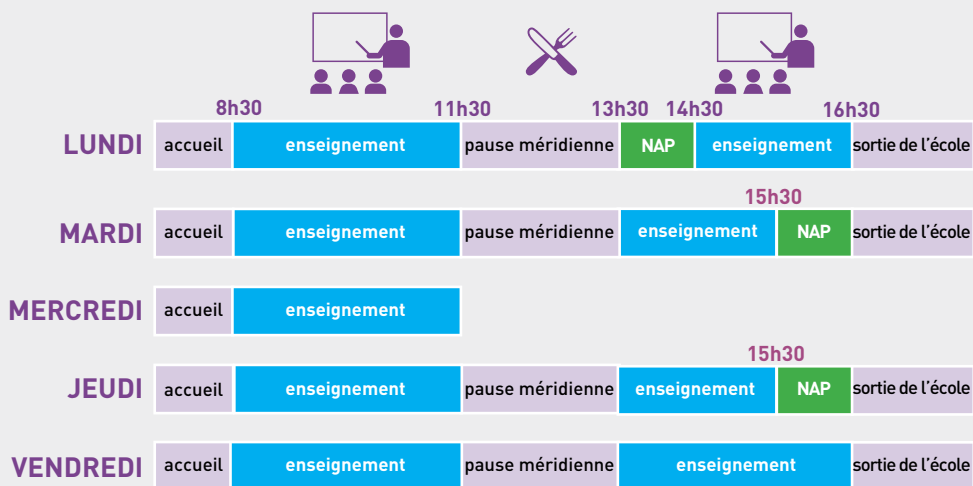 8h30 11h30 13h30 14h30 16h30
LUNDI accueil enseignement pause méridienne NAP enseignement sortie de l'école
15h30
MARDI accueil enseignement pause méridienne enseignement NAP sortie de l'école
MERCREDI accueil enseignement
15h30
JEUDI accueil enseignement pause méridienne enseignement NAP sortie de l'école
VENDREDI accueil enseignement pause méridienne enseignement sortie de l'école